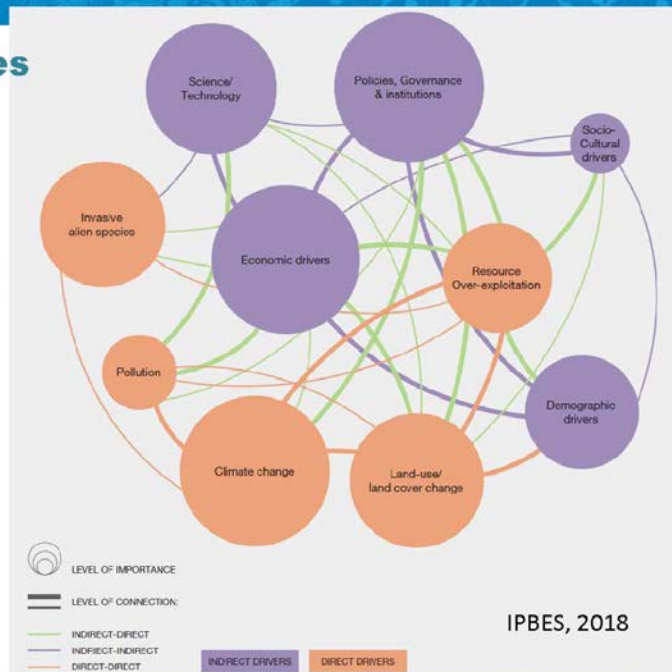 es
Science/
Technology
Policies, Governance
& institutions
Socio-
Cultural
drivers
Invasive
alien species
Economic drivers
Resource
Over-exploitation
Pollution
Demographic
drivers
Climate change
Land-use/
land cover change
LEVEL OF IMPORTANCE
LEVEL OF CONNECTION:
INDIRECT-DIRECT
INDIRECT-INDIRECT
DIRECT-DIRECT
INDIRECT DRIVERS
DIRECT DRIVERS
IPBES, 2018